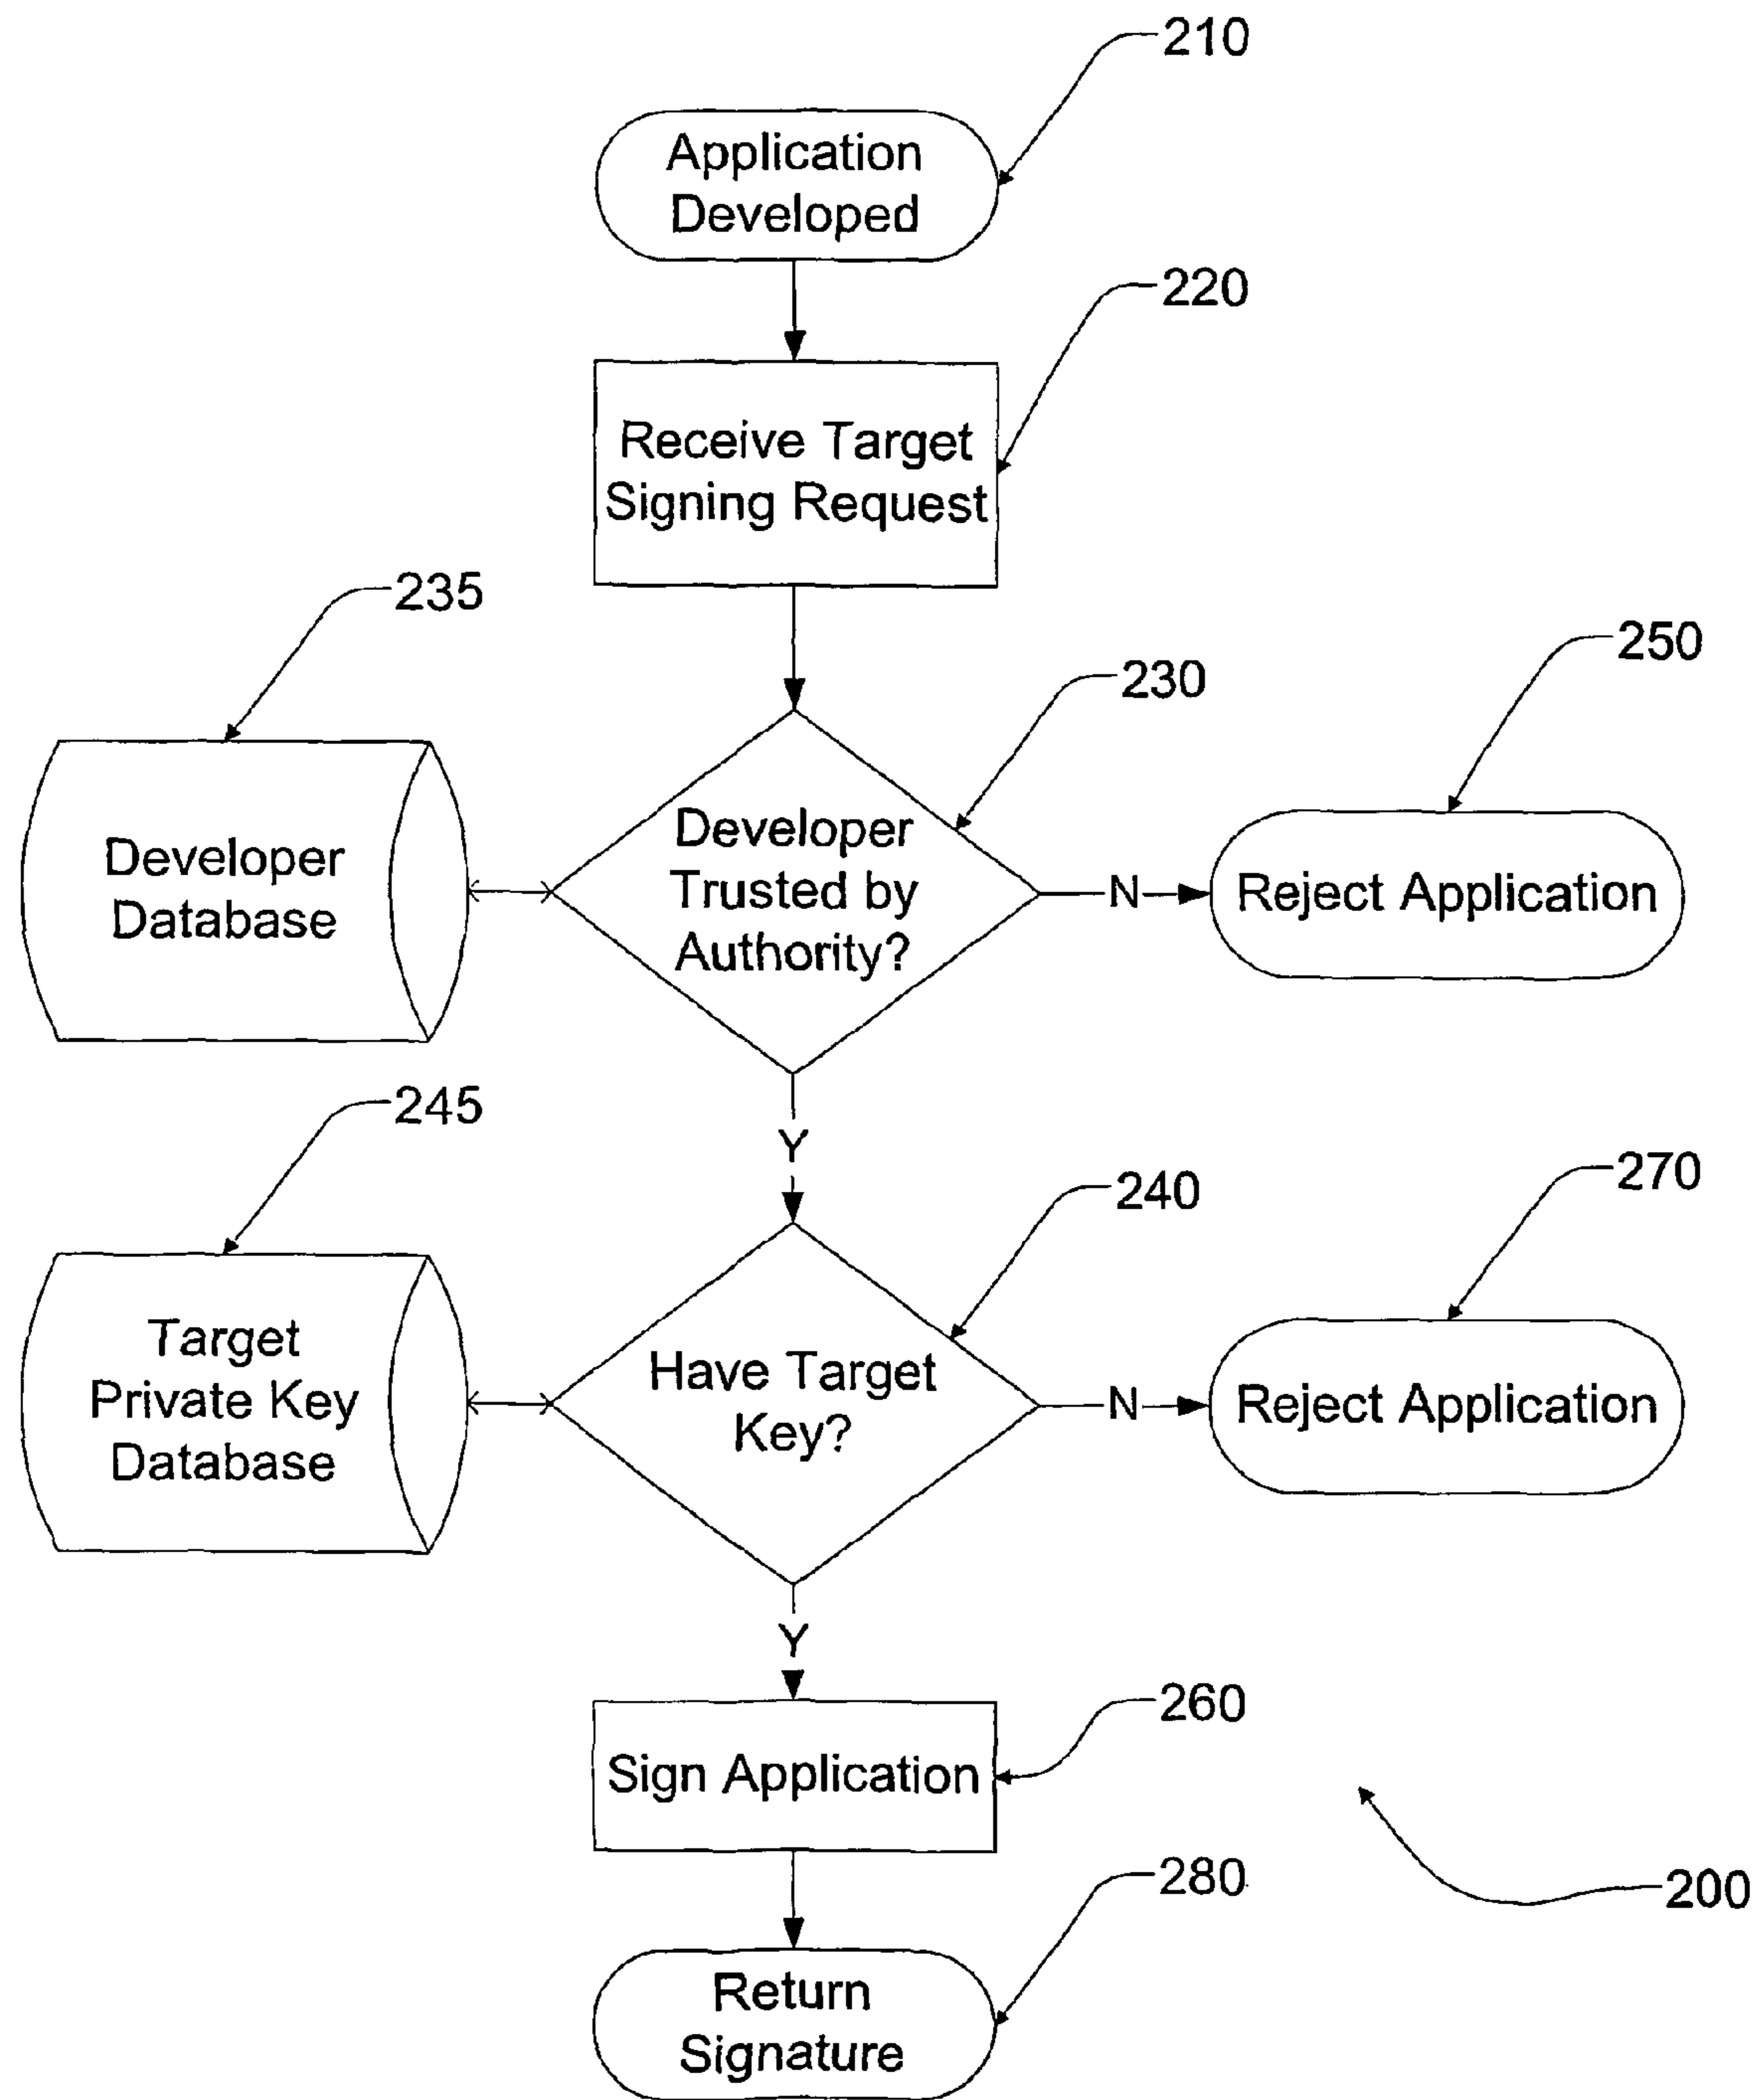 210
Application
Developed
220
Receive Target
Signing Request
235
250
230
Developer
Database
Developer
Trusted by
Authority?
N
Reject Application
245
Y
240
270
Target
Private Key
Database
Have Target
Key?
N
Reject Application
Y
260
Sign Application
280
200
Return
Signature